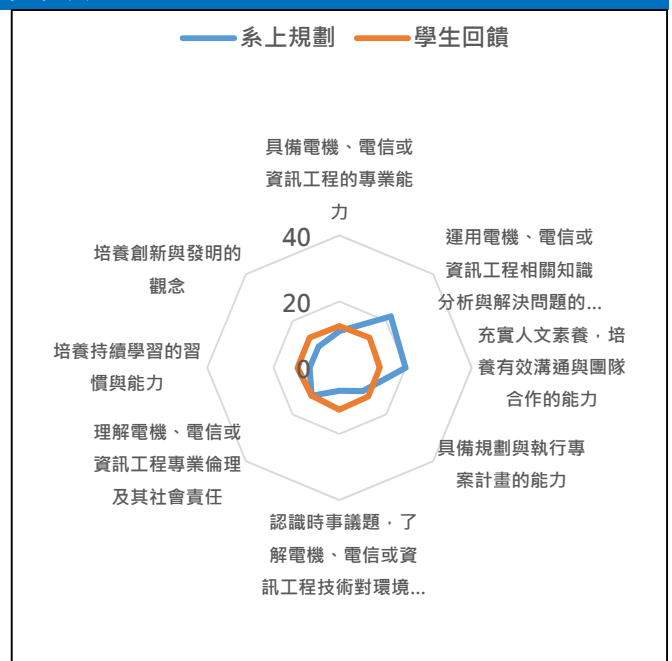 系上規劃
學生回饋
具備電機、電信或
資訊工程的專業能
力
40
20
0
運用電機、電信或
資訊工程相關知識
分析與解決問題的...
充實人文素養，培
養有效溝通與團隊
合作的能力
具備規劃與執行專
案計畫的能力
認識時事議題，了
解電機、電信或資
訊工程技術對環境...
理解電機、電信或
資訊工程專業倫理
及其社會責任
培養持續學習的習
慣與能力
培養創新與發明的
觀念